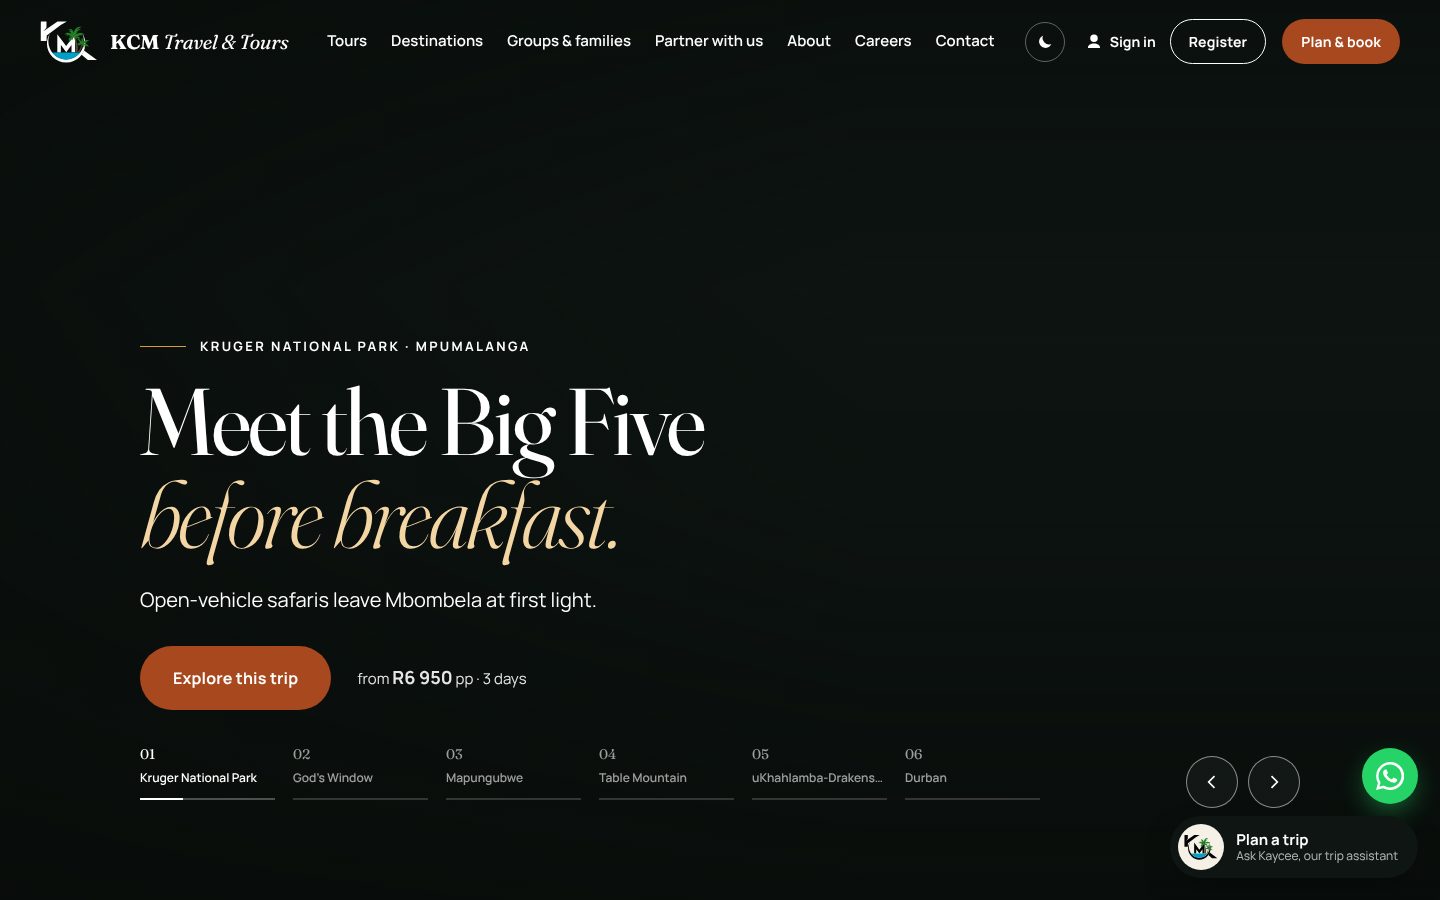 KCM Travel & Tours
Tours
Destinations
Groups & families
Partner with us
About
Careers
Contact
Sign in
Register
Plan & book
KRUGER NATIONAL PARK · MPUMALANGA
Meet the Big Five
before breakfast.
Open-vehicle safaris leave Mbombela at first light.
Explore this trip
from R6 950 pp · 3 days
01
Kruger National Park
02
God's Window
03
Mapungubwe
04
Table Mountain
05
uKhahlamba-Drakens…
06
Durban
Plan a trip
Ask Kaycee, our trip assistant